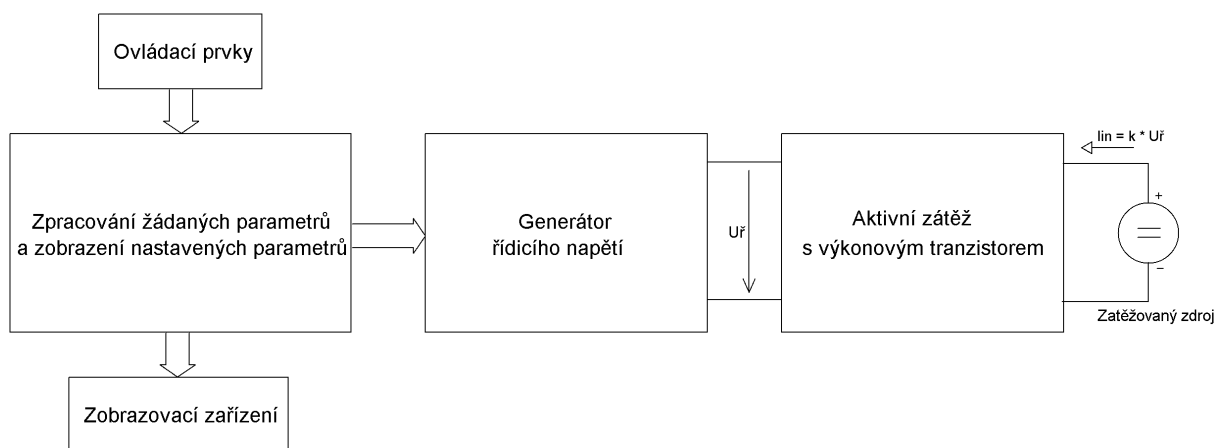 Ovládací prvky
Zpracování žádaných parametrů
a zobrazení nastavených parametrů
Generátor
řídicího napětí
Uř
Aktivní zátěž
s výkonovým tranzistorem
Iin = k * Uř
+
−
Zatěžovaný zdroj
Zobrazovací zařízení